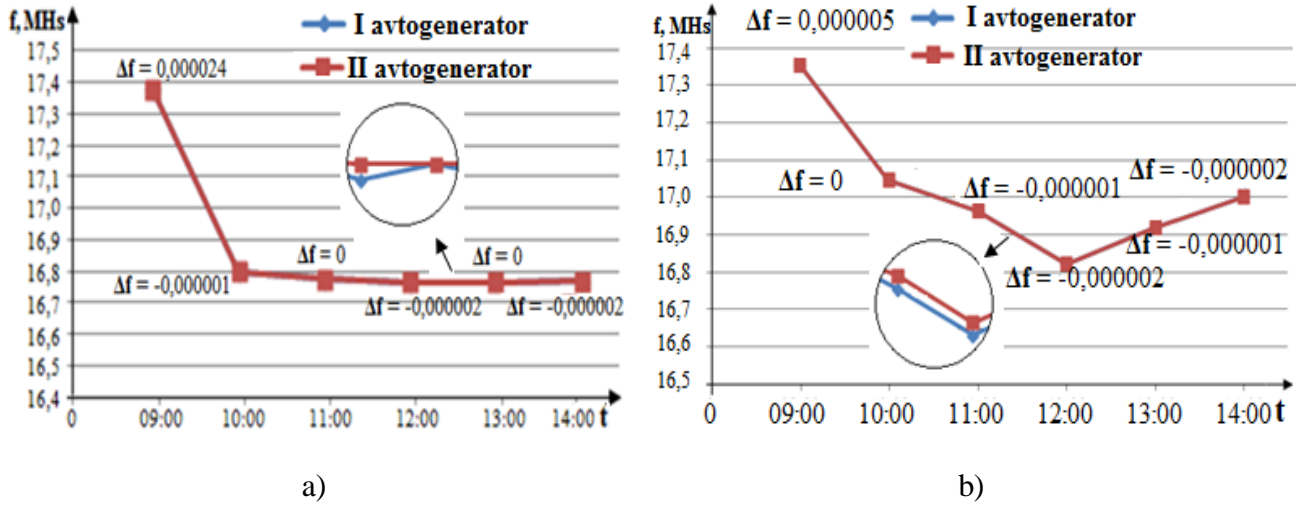 f, MHs
I avtogenerator
II avtogenerator
17,5
17,4
17,3
17,2
17,1
17,0
16,9
16,8
16,7
16,6
16,5
16,4
Δf = 0,000024
Δf = -0,000001
Δf = 0
Δf = -0,000002
Δf = 0
Δf = -0,000002
0 09:00 10:00 11:00 12:00 13:00 14:00 t
a)
f, MHs
Δf = 0,000005
I avtogenerator
II avtogenerator
17,4
17,3
17,2
17,1
17,0
16,9
16,8
16,7
16,6
16,5
Δf = 0
Δf = -0,000001
Δf = -0,000002
Δf = -0,000001
Δf = -0,000002
0 09:00 10:00 11:00 12:00 13:00 14:00 t
b)